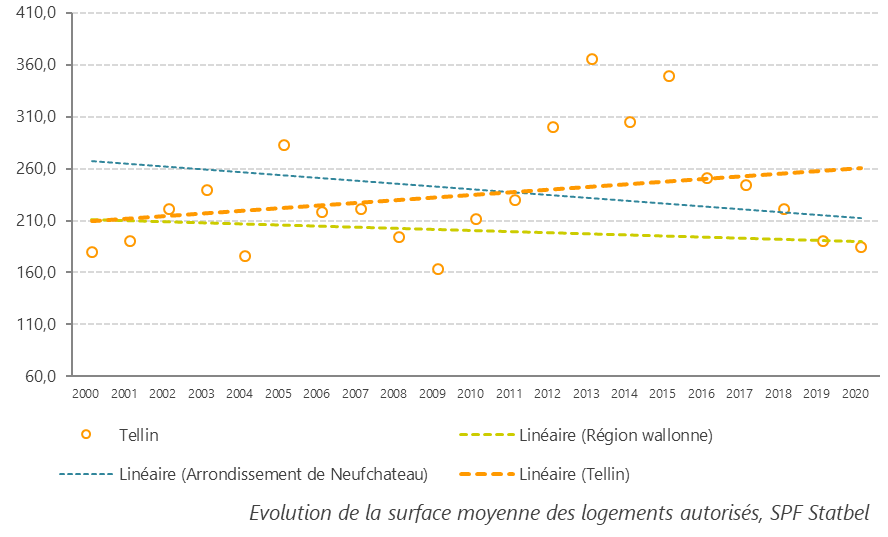 410,0
360,0
310,0
260,0
210,0
160,0
110,0
60,0
2000 2001 2002 2003 2004 2005 2006 2007 2008 2009 2010 2011 2012 2013 2014 2015 2016 2017 2018 2019 2020
Tellin Linéaire (Région wallonne)
Linéaire (Arrondissement de Neufchateau) Linéaire (Tellin)
Evolution de la surface moyenne des logements autorisés, SPF Statbel